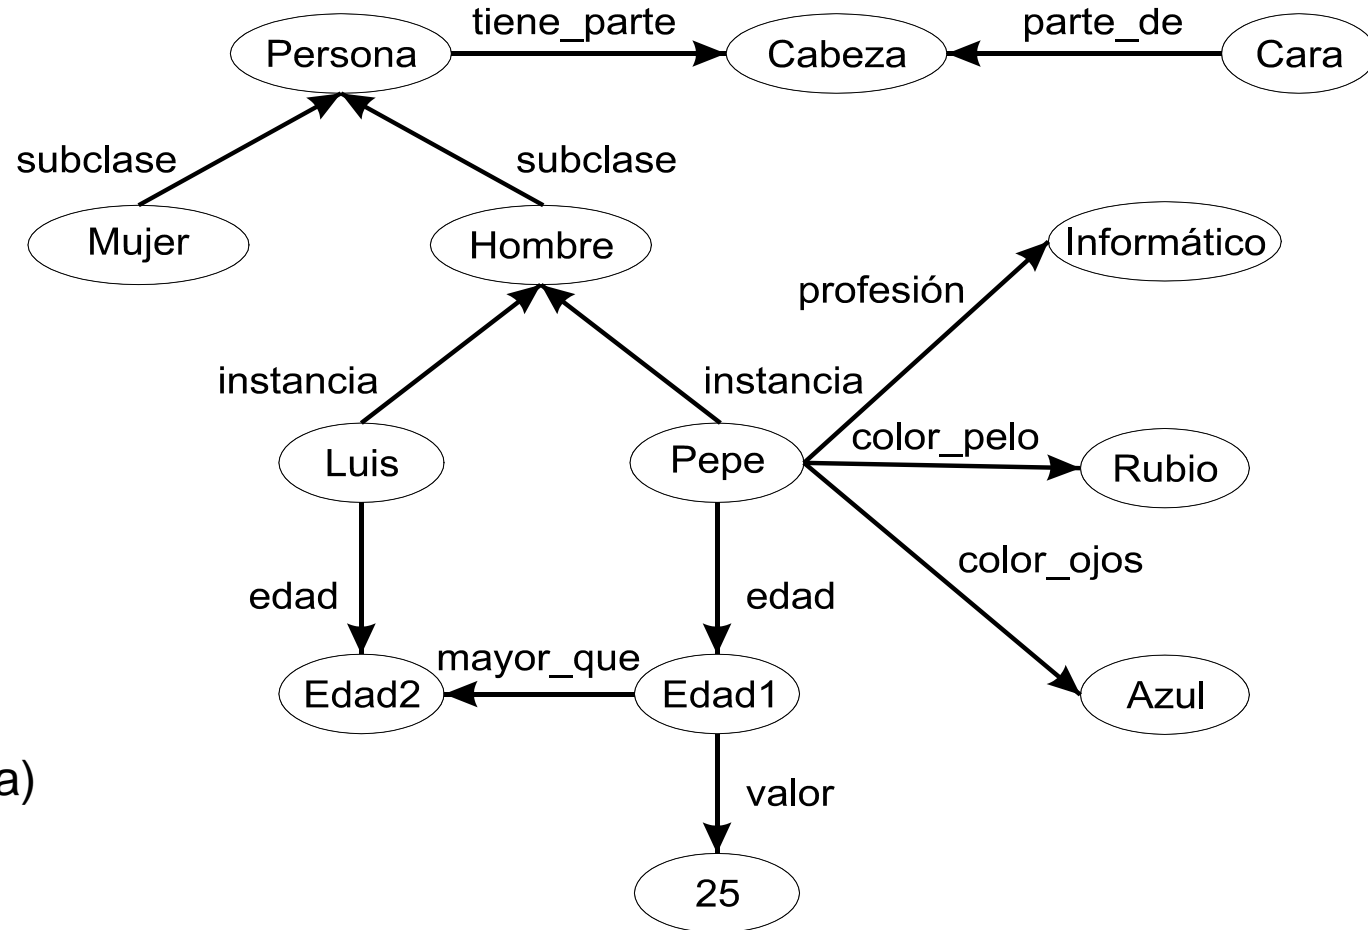 tiene_parte parte_de
Persona Cabeza Cara
subclase subclase
Mujer Hombre Informático
profesión
instancia instancia
color_pelo
Luis Pepe Rubio
color_ojos
edad edad
mayor_que
Edad2 Edad1 Azul
a)
valor
25